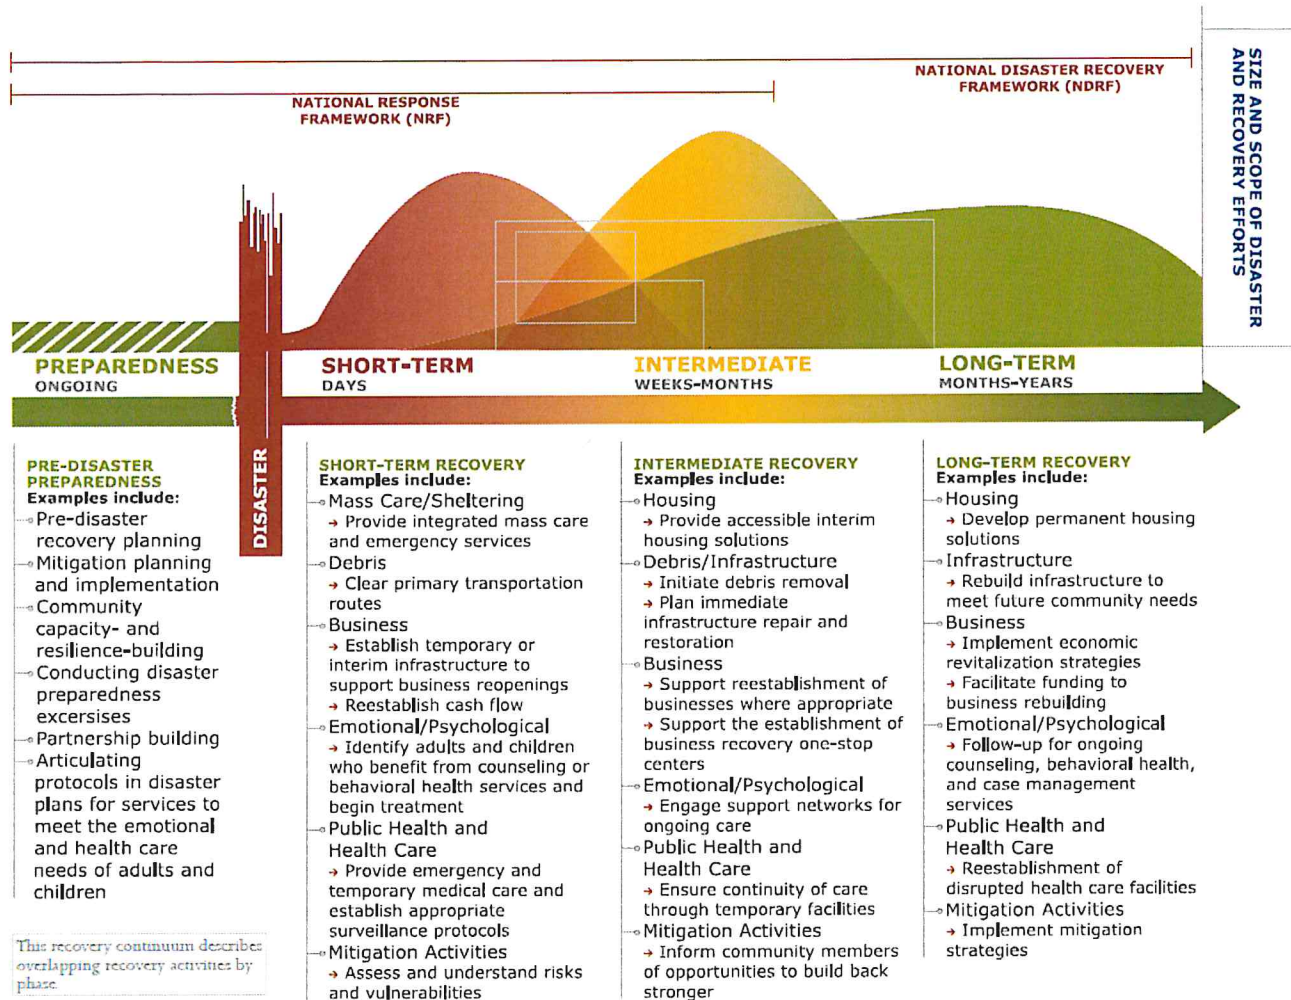 SIZE AND SCOPE OF DISASTER
AND RECOVERY EFFORTS
NATIONAL DISASTER RECOVERY
FRAMEWORK (NDRF)
NATIONAL RESPONSE
FRAMEWORK (NRF)
PREPAREDNESS
ONGOING
SHORT-TERM
DAYS
INTERMEDIATE
WEEKS-MONTHS
LONG-TERM
MONTHS-YEARS
DISASTER
PRE-DISASTER
PREPAREDNESS
Examples include:
Pre-disaster
recovery planning
Mitigation planning
and implementation
Community
capacity- and
resilience-building
Conducting disaster
preparedness
excersises
Partnership building
Articulating
protocols in disaster
plans for services to
meet the emotional
and health care
needs of adults and
children
This recovery continuum describes
overlapping recovery activities by
phase
SHORT-TERM RECOVERY
Examples include:
Mass Care/Sheltering
→ Provide integrated mass care
and emergency services
Debris
→ Clear primary transportation
routes
Business
→ Establish temporary or
interim infrastructure to
support business reopenings
→ Reestablish cash flow
Emotional/Psychological
→ Identify adults and children
who benefit from counseling or
behavioral health services and
begin treatment
Public Health and
Health Care
→ Provide emergency and
temporary medical care and
establish appropriate
surveillance protocols
Mitigation Activities
→ Assess and understand risks
and vulnerabilities
INTERMEDIATE RECOVERY
Examples include:
Housing
→ Provide accessible interim
housing solutions
Debris/Infrastructure
→ Initiate debris removal
→ Plan immediate
infrastructure repair and
restoration
Business
→ Support reestablishment of
businesses where appropriate
→ Support the establishment of
business recovery one-stop
centers
Emotional/Psychological
→ Engage support networks for
ongoing care
Public Health and
Health Care
→ Ensure continuity of care
through temporary facilities
Mitigation Activities
→ Inform community members
of opportunities to build back
stronger
LONG-TERM RECOVERY
Examples include:
Housing
→ Develop permanent housing
solutions
Infrastructure
→ Rebuild infrastructure to
meet future community needs
Business
→ Implement economic
revitalization strategies
→ Facilitate funding to
business rebuilding
Emotional/Psychological
→ Follow-up for ongoing
counseling, behavioral health,
and case management
services
Public Health and
Health Care
→ Reestablishment of
disrupted health care facilities
Mitigation Activities
→ Implement mitigation
strategies